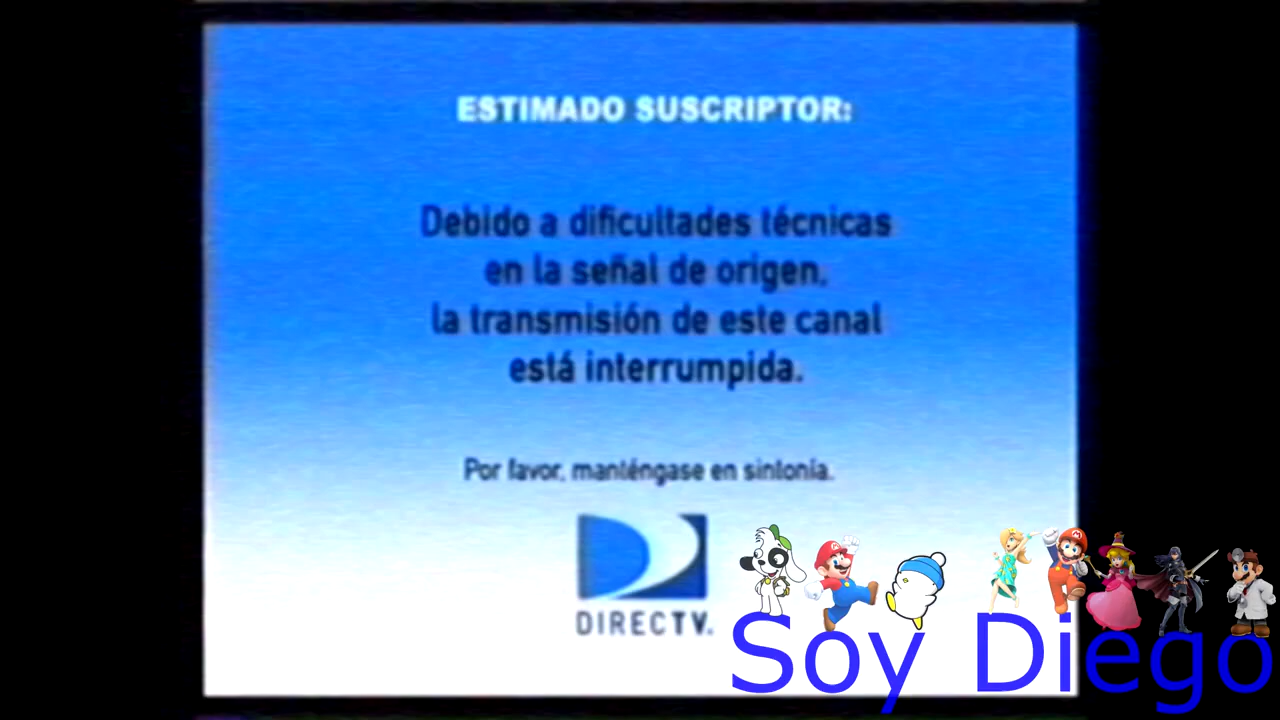 ESTIMADO SUSCRIPTOR:
Debido a dificultades técnicas
en la señal de origen,
la transmisión de este canal
está interrumpida.
Por favor, manténgase en sintonía.
DIRECTV.
Soy Diego